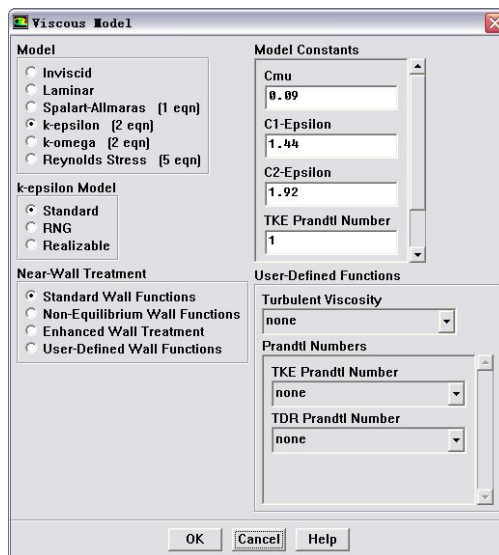 Viscous Model
Model
Inviscid
Laminar
Spalart-Allmaras (1 eqn)
k-epsilon (2 eqn)
k-omega (2 eqn)
Reynolds Stress (5 eqn)
k-epsilon Model
Standard
RNG
Realizable
Near-Wall Treatment
Standard Wall Functions
Non-Equilibrium Wall Functions
Enhanced Wall Treatment
User-Defined Wall Functions
Model Constants
Cmu
0.09
C1-Epsilon
1.44
C2-Epsilon
1.92
TKE Prandtl Number
1
User-Defined Functions
Turbulent Viscosity
none
Prandtl Numbers
TKE Prandtl Number
none
TDR Prandtl Number
none
OK
Cancel
Help